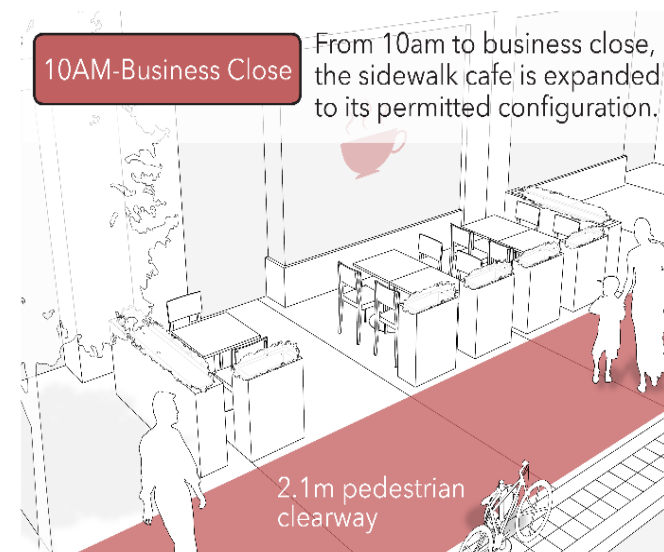 10AM-Business Close
From 10am to business close,
the sidewalk cafe is expanded
to its permitted configuration.
2.1m pedestrian
clearway